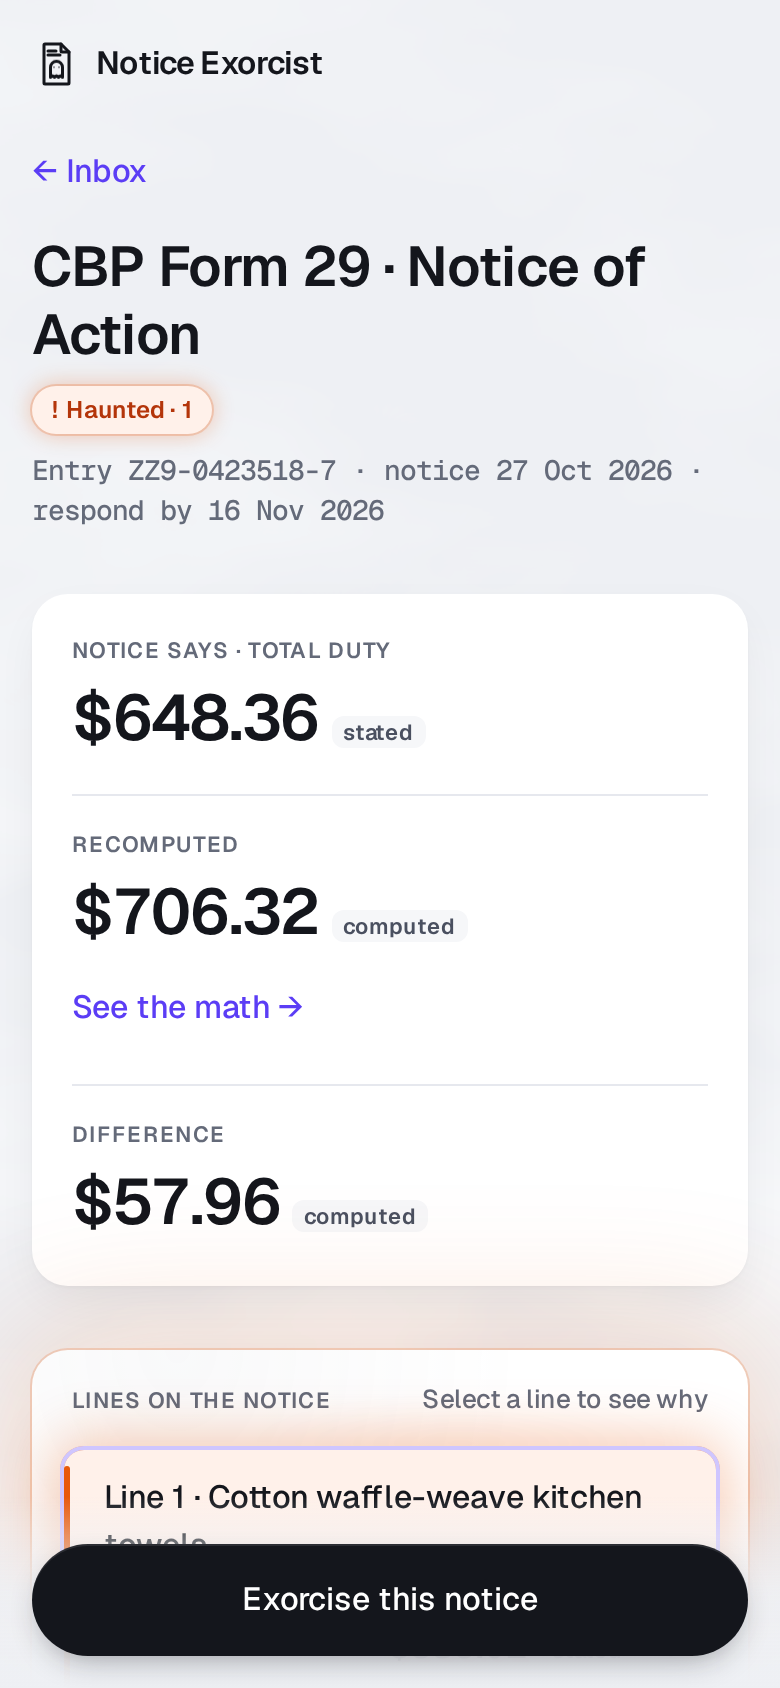 Notice Exorcist
← Inbox
CBP Form 29 · Notice of
Action
! Haunted · 1
Entry ZZ9-0423518-7 · notice 27 Oct 2026 ·
respond by 16 Nov 2026
NOTICE SAYS · TOTAL DUTY
$648.36 stated
RECOMPUTED
$706.32 computed
See the math →
DIFFERENCE
$57.96 computed
LINES ON THE NOTICE Select a line to see why
Line 1 · Cotton waffle-weave kitchen
towels
Exorcise this notice